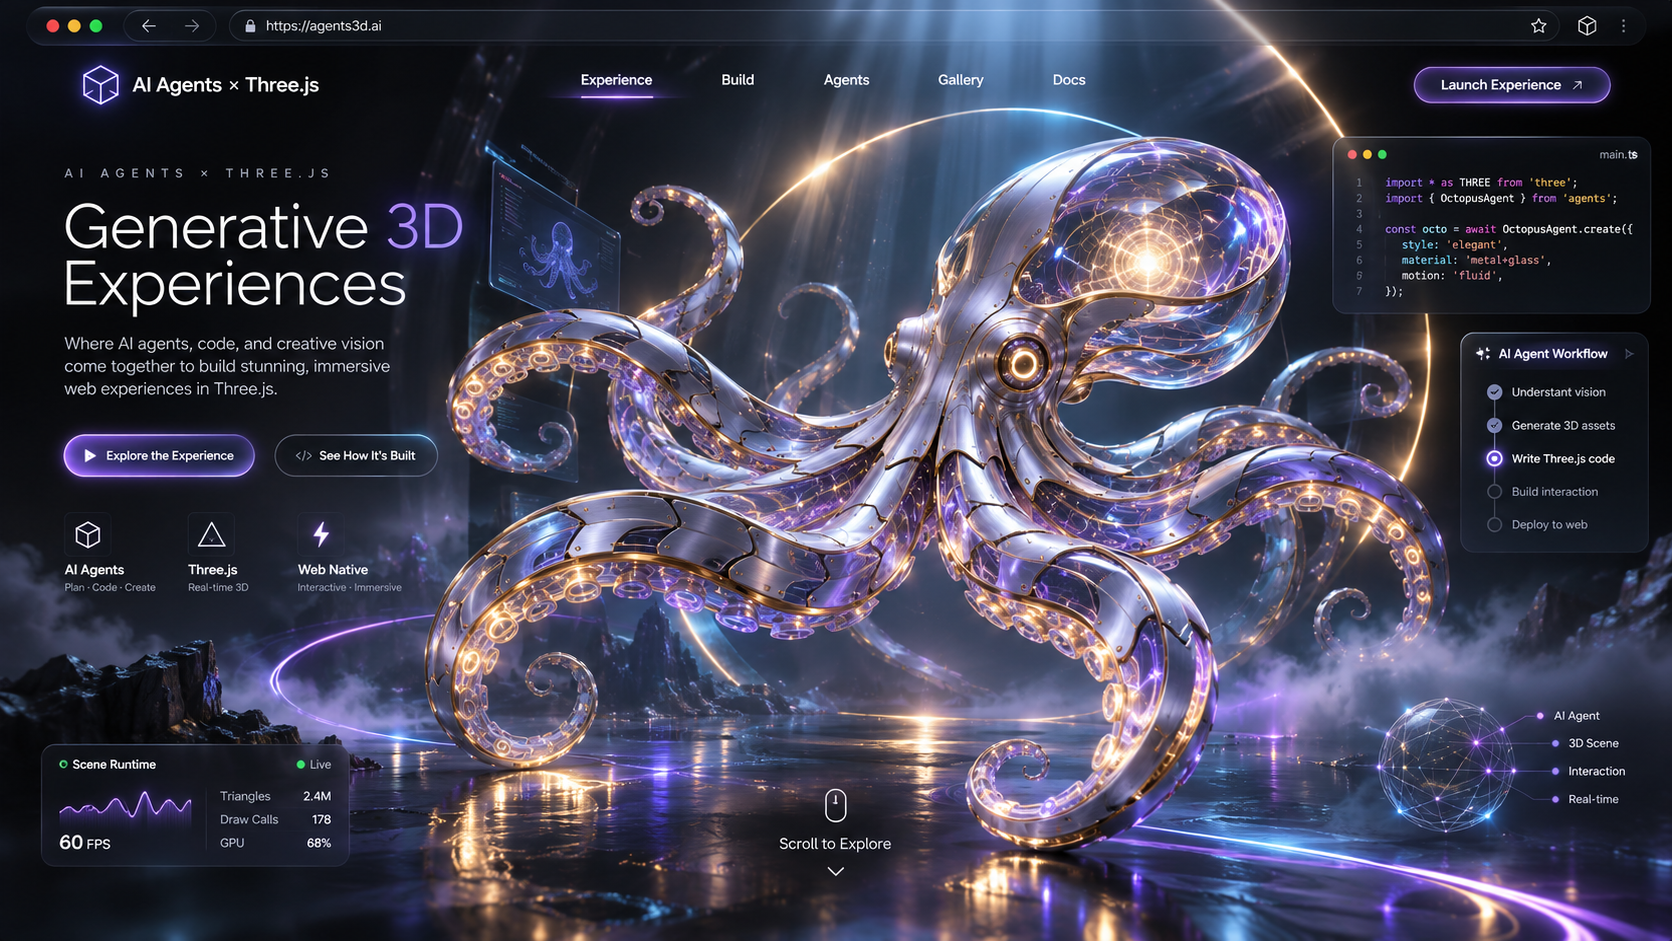 https://agents3d.ai
AI Agents × Three.js
Experience
Build
Agents
Gallery
Docs
Launch Experience
AI AGENTS × THREE.JS
Generative 3D
Experiences
Where AI agents, code, and creative vision
come together to build stunning, immersive
web experiences in Three.js.
Explore the Experience
</> See How It's Built
AI Agents
Plan · Code · Create
Three.js
Real-time 3D
Web Native
Interactive · Immersive
main.ts
1 import * as THREE from 'three';
2 import { OctopusAgent } from 'agents';
3
4 const octo = await OctopusAgent.create({
5 style: 'elegant',
6 material: 'metal+glass',
9 motion: 'fluid',
7 });
AI Agent Workflow
Understant vision
Generate 3D assets
Write Three.js code
Build interaction
Deploy to web
Scene Runtime
Live
60 FPS
Triangles 2.4M
Draw Calls 178
GPU 68%
Scroll to Explore
AI Agent
3D Scene
Interaction
Real-time